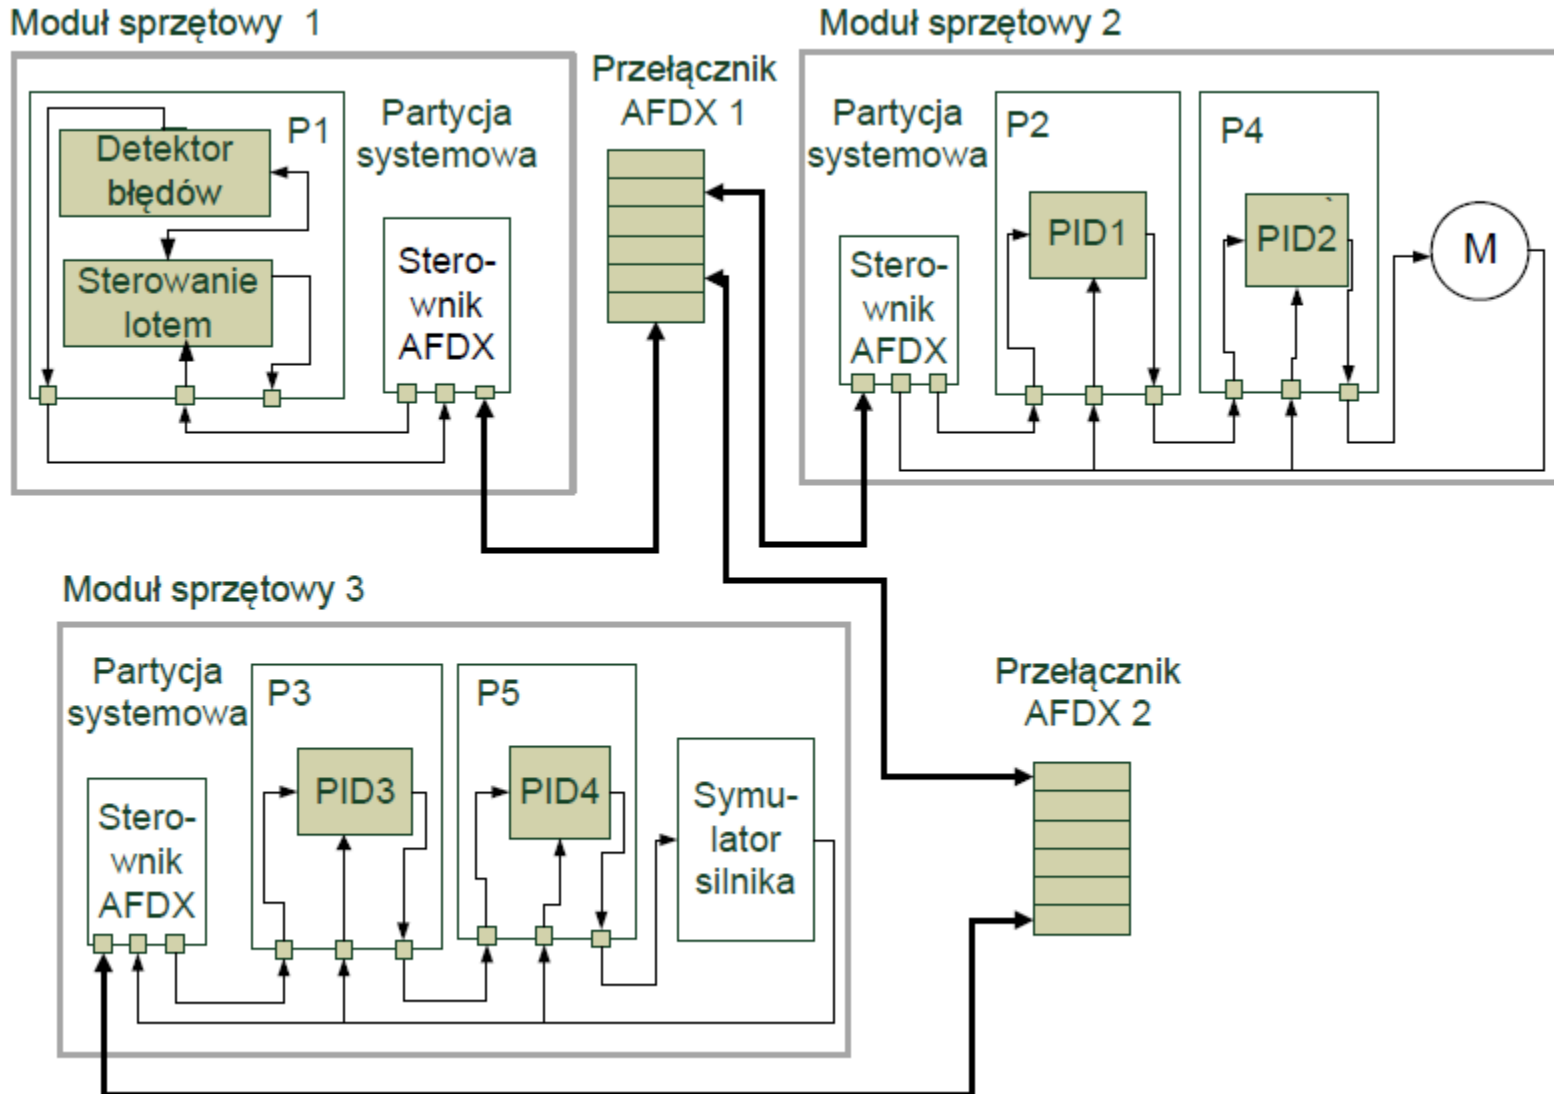 Moduł sprzętowy 1
Moduł sprzętowy 2
Przełącznik
AFDX 1
P1
Detektor
błędów
Sterowanie
lotem
Partycja
systemowa
Stero-
wnik
AFDX
Partycja
systemowa
Stero-
wnik
AFDX
P2
PID1
P4
PID2
M
Moduł sprzętowy 3
Partycja
systemowa
Stero-
wnik
AFDX
P3
PID3
P5
PID4
Symu-
lator
silnika
Przełącznik
AFDX 2